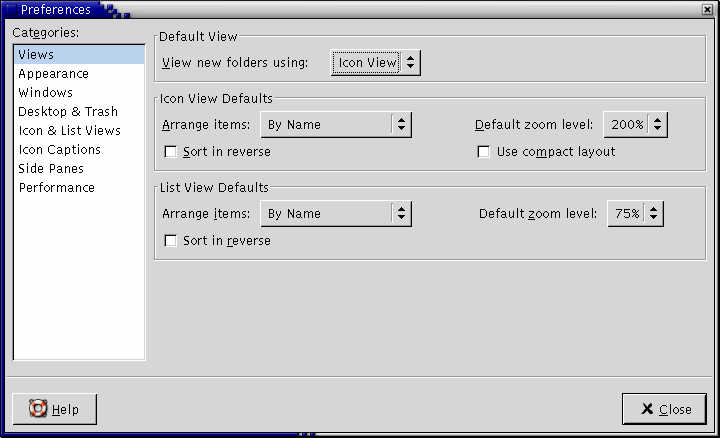 Preferences
Categories:
Views
Appearance
Windows
Desktop & Trash
Icon & List Views
Icon Captions
Side Panes
Performance
Default View
View new folders using: Icon View
Icon View Defaults
Arrange items: By Name Default zoom level: 200%
Sort in reverse Use compact layout
List View Defaults
Arrange items: By Name Default zoom level: 75%
Sort in reverse
Help Close